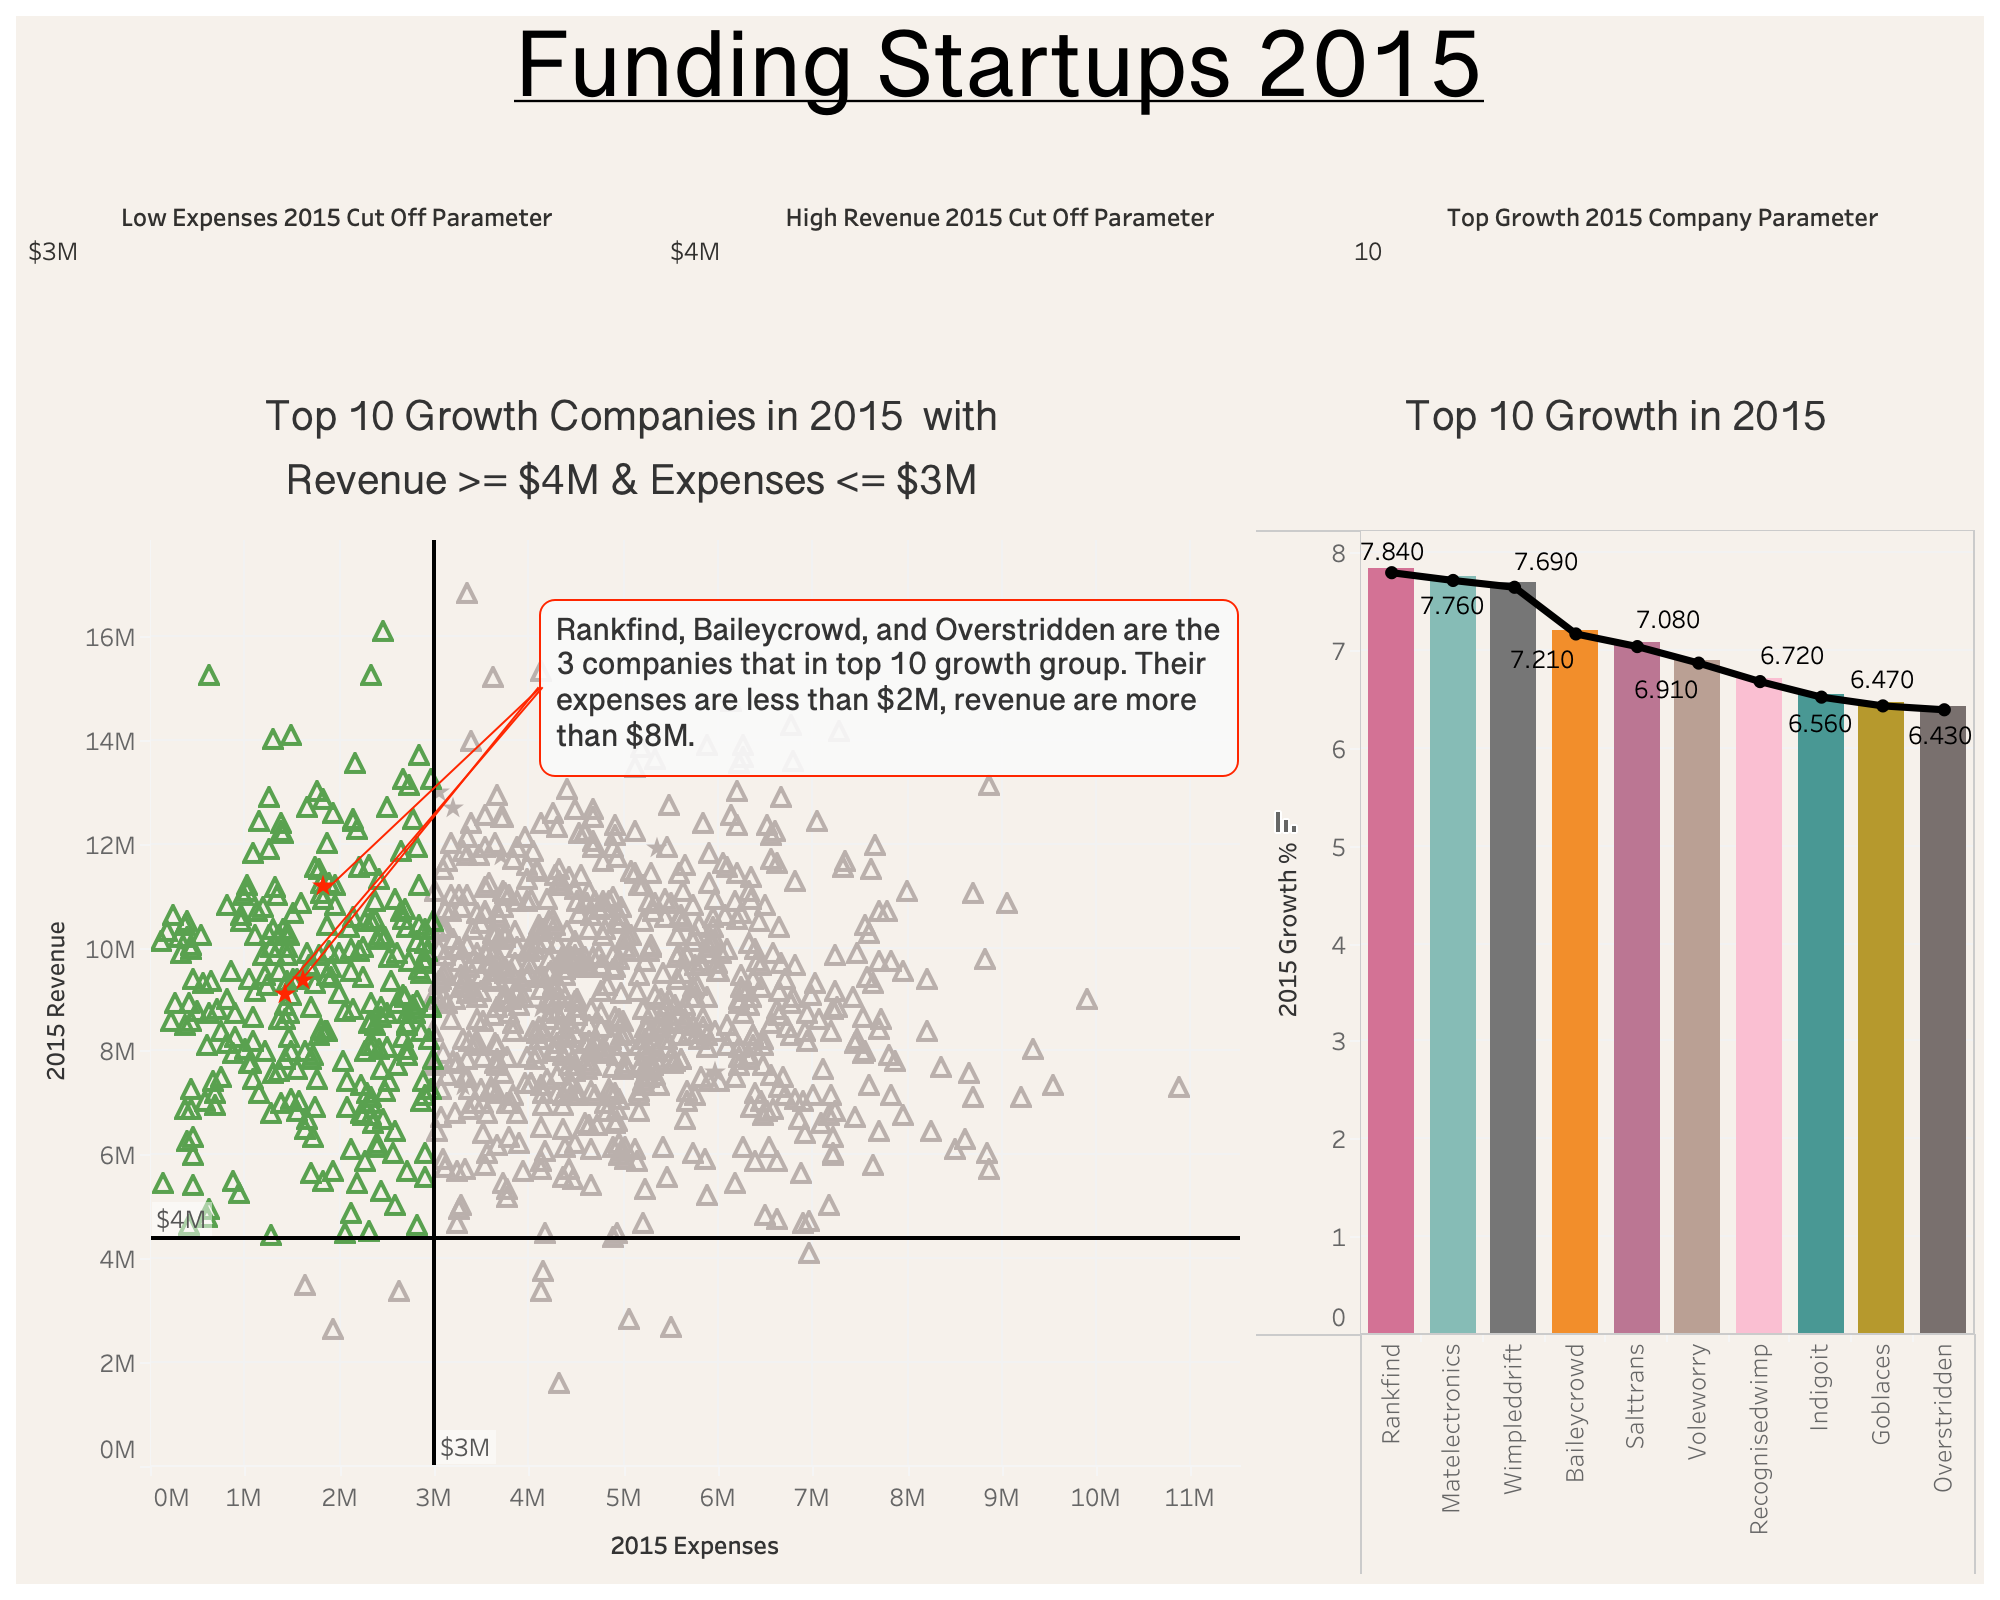 Funding Startups 2015
Low Expenses 2015 Cut Off Parameter
$3M
High Revenue 2015 Cut Off Parameter
$4M
Top Growth 2015 Company Parameter
10
Top 10 Growth Companies in 2015 with
Revenue >= $4M & Expenses <= $3M
Rankfind, Baileycrowd, and Overstridden are the
3 companies that in top 10 growth group. Their
expenses are less than $2M, revenue are more
than $8M.
2015 Revenue
16M
14M
12M
10M
8M
6M
4M
2M
0M
$4M
$3M
0M
1M
2M
3M
4M
5M
6M
7M
8M
9M
10M
11M
2015 Expenses
Top 10 Growth in 2015
2015 Growth %
8
7
6
5
4
3
2
1
0
7.840
7.760
7.690
7.210
7.080
6.910
6.720
6.560
6.470
6.430
Rankfind
Matelectronics
Wimpleddrift
Baileycrowd
Salttrans
Voleworry
Recognisedwimp
Indigoit
Goblaces
Overstridden